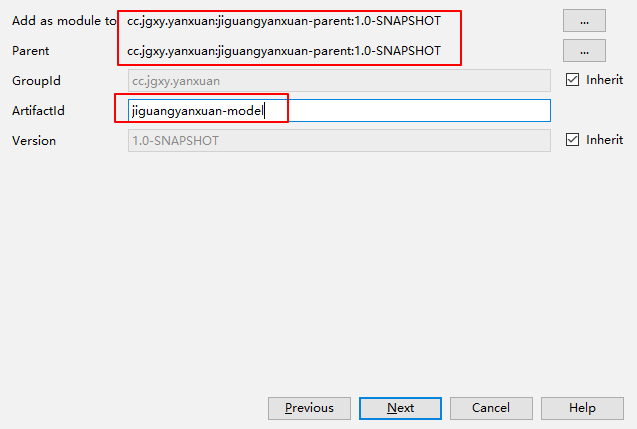 Add as module to cc.jgxy.yanxuan:jiguangyanxuan-parent:1.0-SNAPSHOT ...
Parent cc.jgxy.yanxuan:jiguangyanxuan-parent:1.0-SNAPSHOT ...
GroupId cc.jgxy.yanxuan Inherit
ArtifactId jiguangyanxuan-model
Version 1.0-SNAPSHOT Inherit
Previous Next Cancel Help